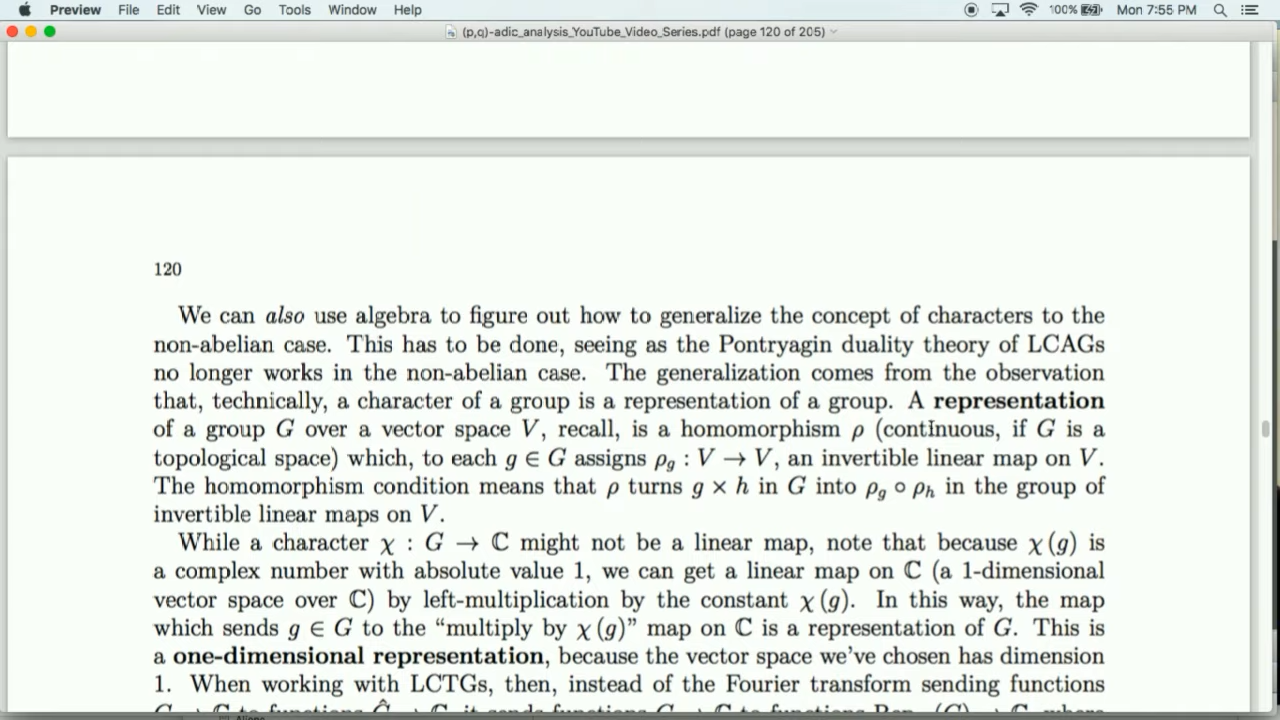 Preview File Edit View Go Tools Window Help 100% Mon 7:55 PM
(p,q)-adic_analysis_YouTube_Video_Series.pdf (page 120 of 205)
120
We can also use algebra to figure out how to generalize the concept of characters to the
non-abelian case. This has to be done, seeing as the Pontryagin duality theory of LCAGs
no longer works in the non-abelian case. The generalization comes from the observation
that, technically, a character of a group is a representation of a group. A representation
of a group G over a vector space V, recall, is a homomorphism ρ (continuous, if G is a
topological space) which, to each g ∈ G assigns ρ_g : V → V, an invertible linear map on V.
The homomorphism condition means that ρ turns g × h in G into ρ_g ∘ ρ_h in the group of
invertible linear maps on V.
While a character χ : G → ℂ might not be a linear map, note that because χ(g) is
a complex number with absolute value 1, we can get a linear map on ℂ (a 1-dimensional
vector space over ℂ) by left-multiplication by the constant χ(g). In this way, the map
which sends g ∈ G to the “multiply by χ(g)” map on ℂ is a representation of G. This is
a one-dimensional representation, because the vector space we’ve chosen has dimension
1. When working with LCTGs, then, instead of the Fourier transform sending functions